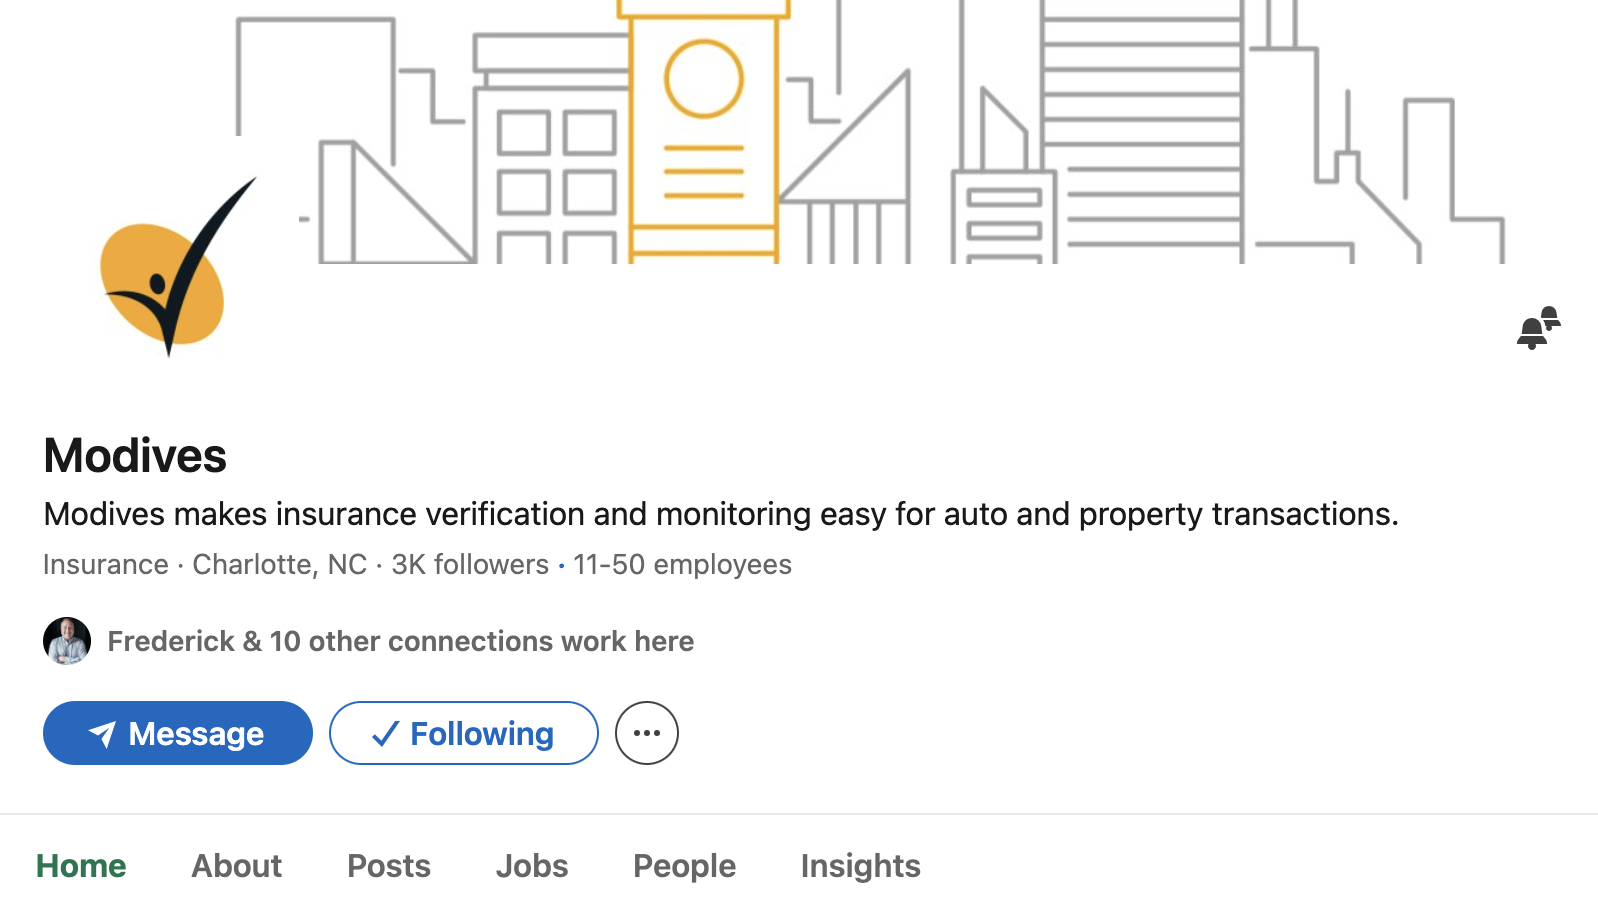 Modives
Modives makes insurance verification and monitoring easy for auto and property transactions.
Insurance · Charlotte, NC · 3K followers · 11-50 employees
Frederick & 10 other connections work here
Message
Following
Home About Posts Jobs People Insights